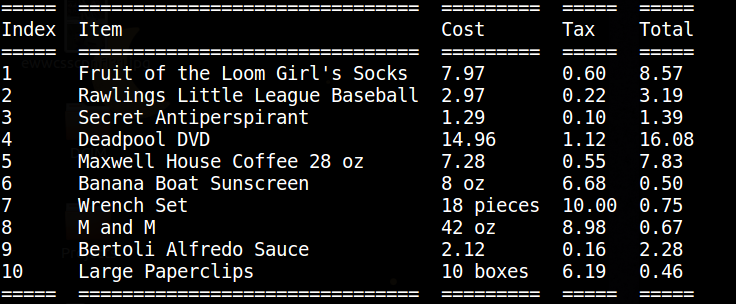 =====  ===============================  =========  =====  =====
Index  Item                             Cost       Tax    Total
=====  ===============================  =========  =====  =====
1      Fruit of the Loom Girl's Socks   7.97       0.60   8.57
2      Rawlings Little League Baseball  2.97       0.22   3.19
3      Secret Antiperspirant            1.29       0.10   1.39
4      Deadpool DVD                     14.96      1.12   16.08
5      Maxwell House Coffee 28 oz       7.28       0.55   7.83
6      Banana Boat Sunscreen            8 oz       6.68   0.50
7      Wrench Set                       18 pieces  10.00  0.75
8      M and M                          42 oz      8.98   0.67
9      Bertoli Alfredo Sauce            2.12       0.16   2.28
10     Large Paperclips                 10 boxes   6.19   0.46
=====  ===============================  =========  =====  =====